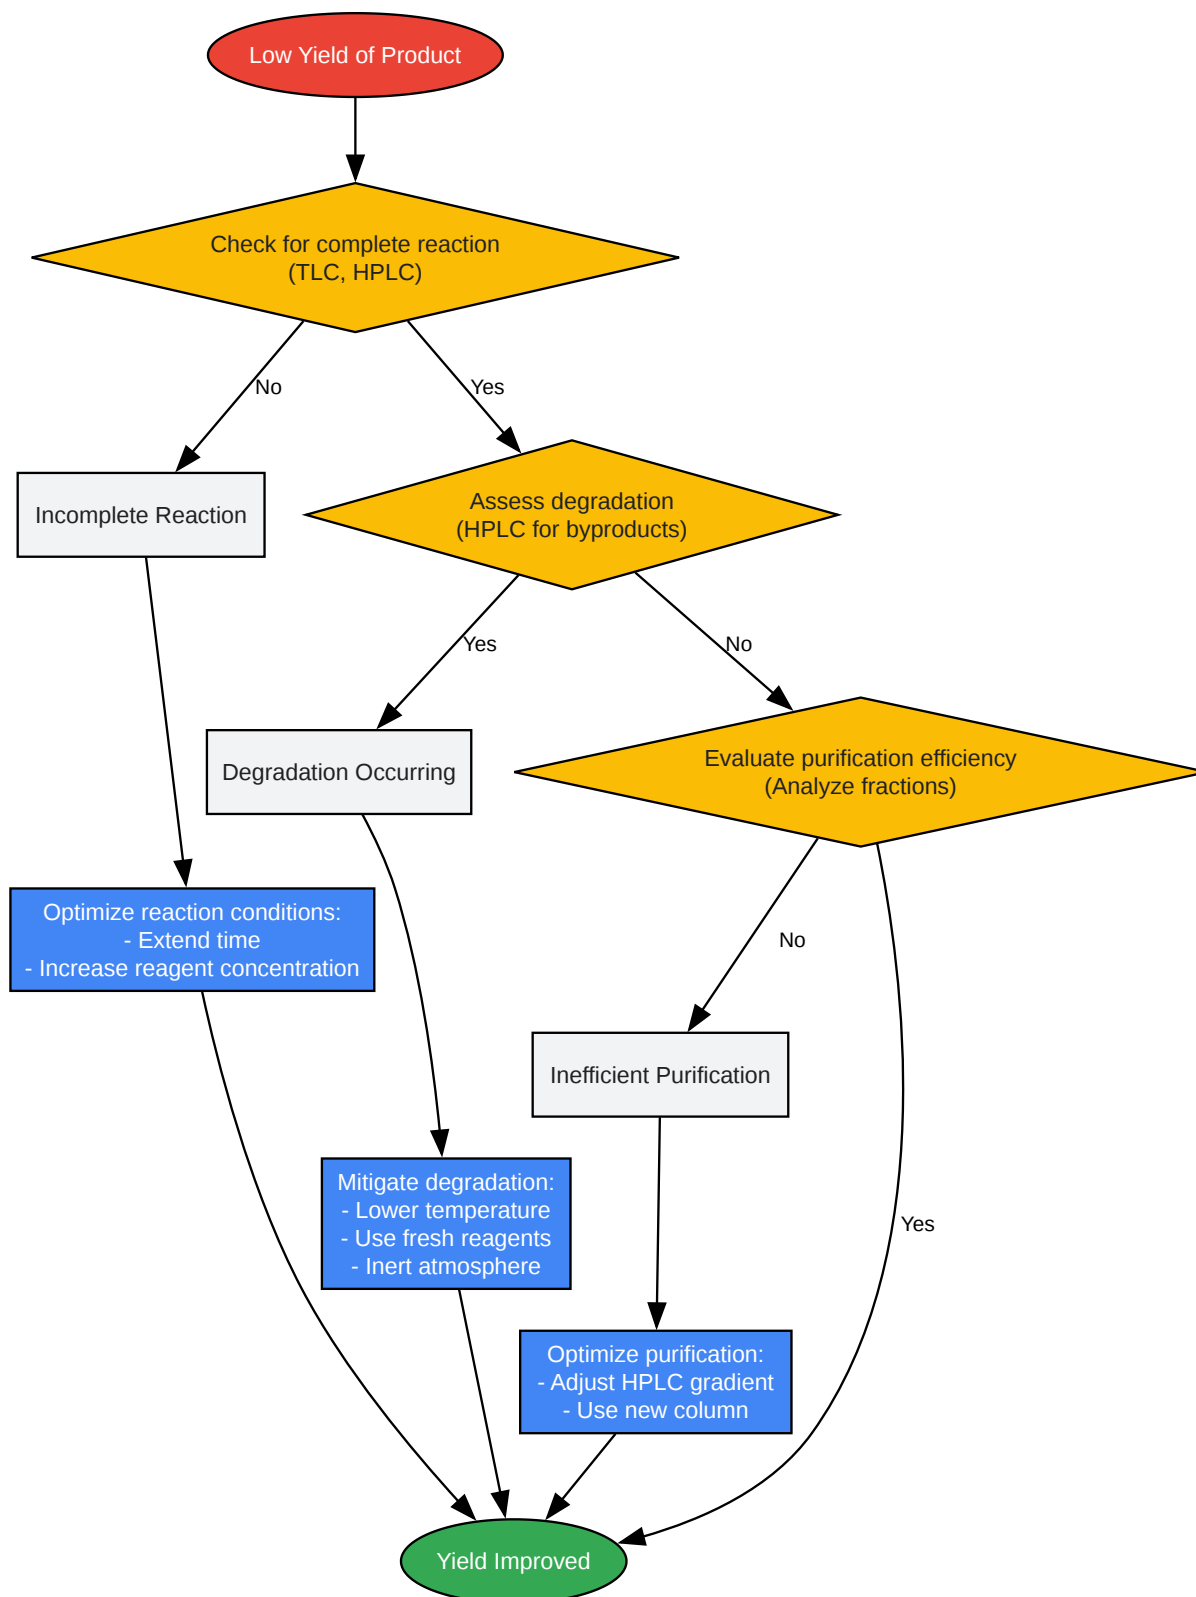 Low Yield of Product
Check for complete reaction
(TLC, HPLC)
No
Yes
Incomplete Reaction
Assess degradation
(HPLC for byproducts)
Yes
No
Degradation Occurring
Evaluate purification efficiency
(Analyze fractions)
Optimize reaction conditions:
- Extend time
- Increase reagent concentration
No
Inefficient Purification
Mitigate degradation:
- Lower temperature
- Use fresh reagents
- Inert atmosphere
Yes
Optimize purification:
- Adjust HPLC gradient
- Use new column
Yield Improved